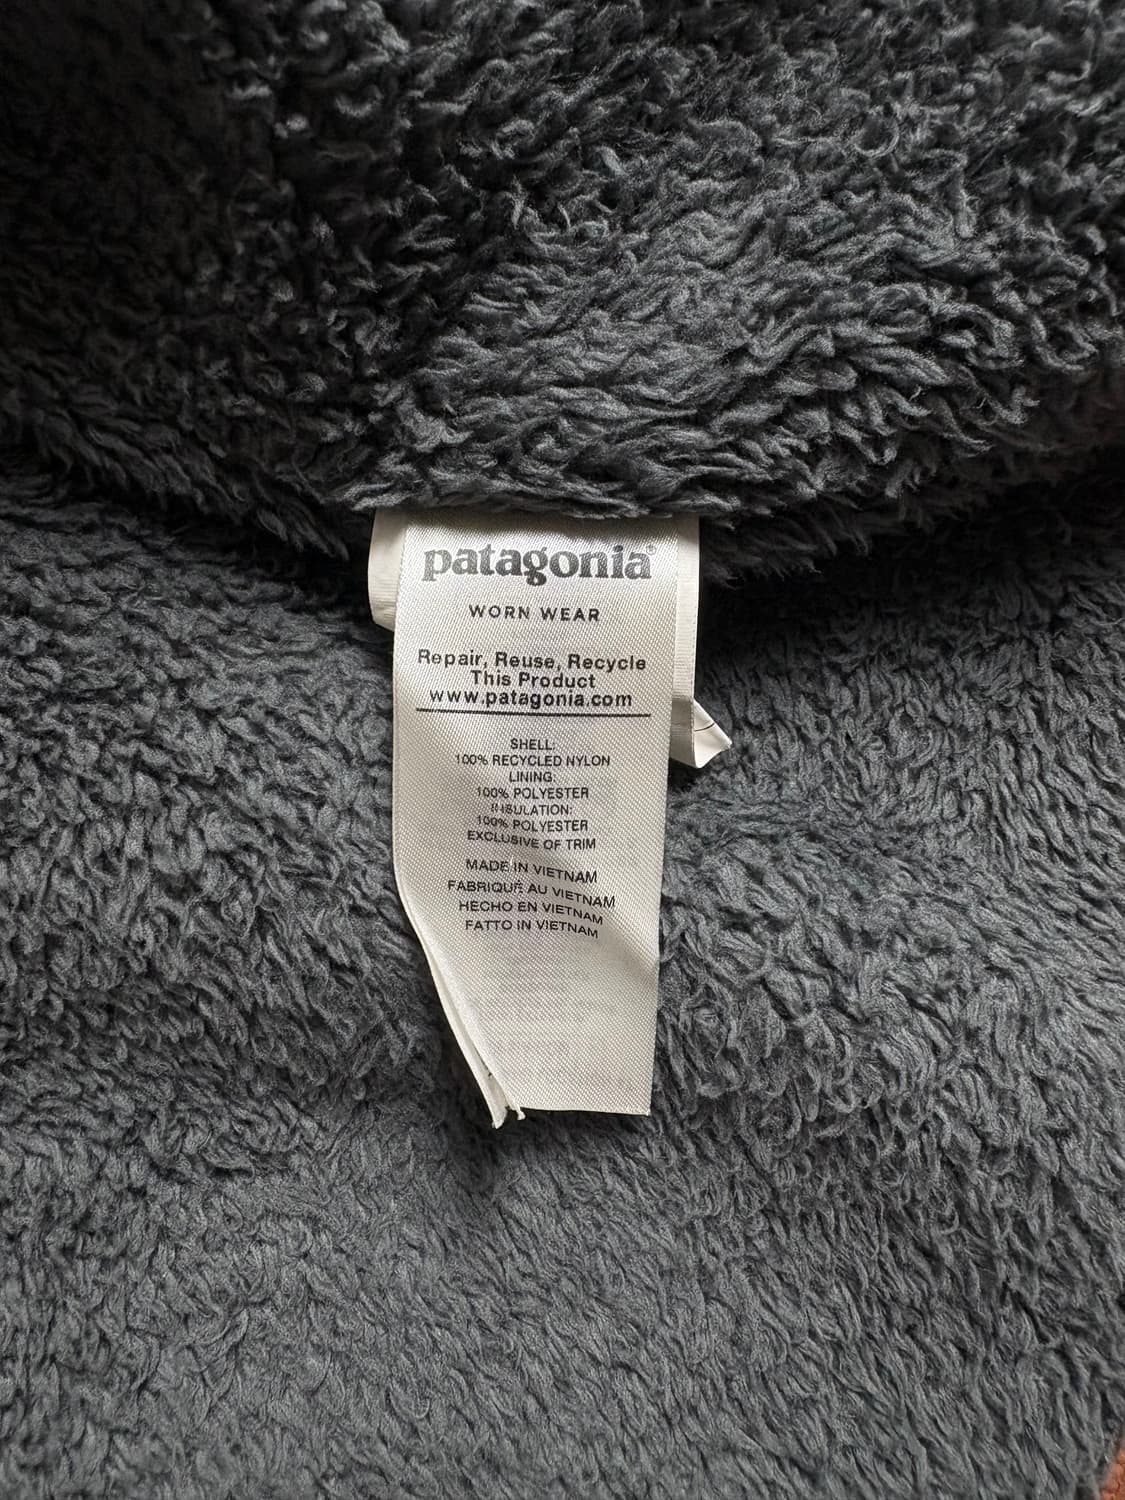 patagonia®
WORN WEAR
Repair, Reuse, Recycle
This Product
www.patagonia.com
SHELL:
100% RECYCLED NYLON
LINING:
100% POLYESTER
INSULATION:
100% POLYESTER
EXCLUSIVE OF TRIM
MADE IN VIETNAM
FABRIQUÉ AU VIETNAM
HECHO EN VIETNAM
FATTO IN VIETNAM